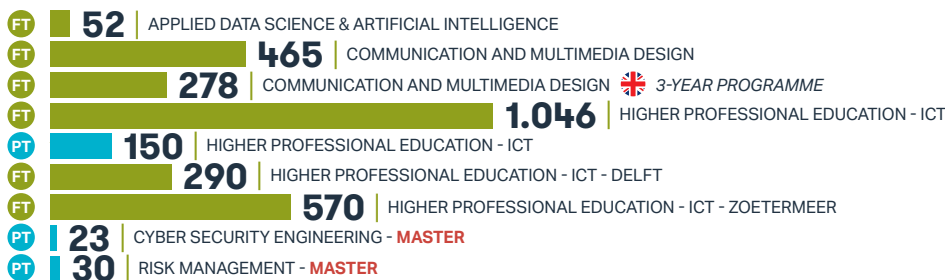 FT 52 APPLIED DATA SCIENCE & ARTIFICIAL INTELLIGENCE
FT 465 COMMUNICATION AND MULTIMEDIA DESIGN
FT 278 COMMUNICATION AND MULTIMEDIA DESIGN 3-YEAR PROGRAMME
FT 1.046 HIGHER PROFESSIONAL EDUCATION - ICT
PT 150 HIGHER PROFESSIONAL EDUCATION - ICT
FT 290 HIGHER PROFESSIONAL EDUCATION - ICT - DELFT
FT 570 HIGHER PROFESSIONAL EDUCATION - ICT - ZOETERMEER
PT 23 CYBER SECURITY ENGINEERING - MASTER
PT 30 RISK MANAGEMENT - MASTER